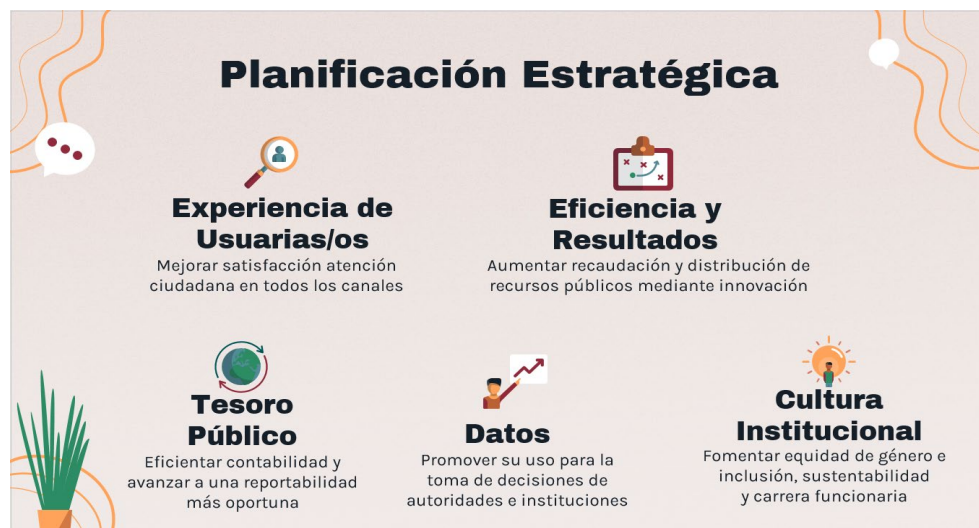 Planificación Estratégica
Experiencia de
Usuarias/os
Mejorar satisfacción atención
ciudadana en todos los canales
Eficiencia y
Resultados
Aumentar recaudación y distribución de
recursos públicos mediante innovación
Tesoro
Público
Eficientar contabilidad y
avanzar a una reportabilidad
más oportuna
Datos
Promover su uso para la
toma de decisiones de
autoridades e instituciones
Cultura
Institucional
Fomentar equidad de género e
inclusión, sustentabilidad
y carrera funcionaria